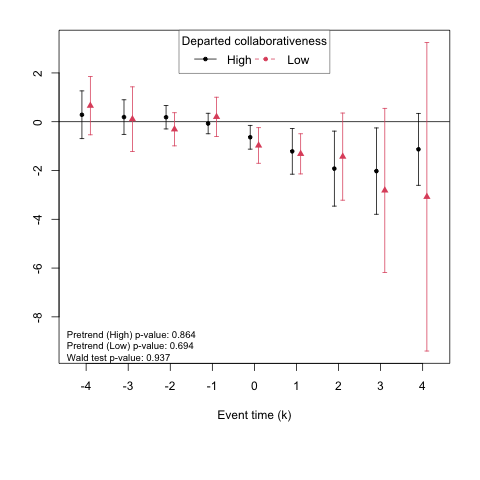 Departed collaborativeness
High Low
2
0
-2
-4
-6
-8
Pretrend (High) p-value: 0.864
Pretrend (Low) p-value: 0.694
Wald test p-value: 0.937
-4 -3 -2 -1 0 1 2 3 4
Event time (k)